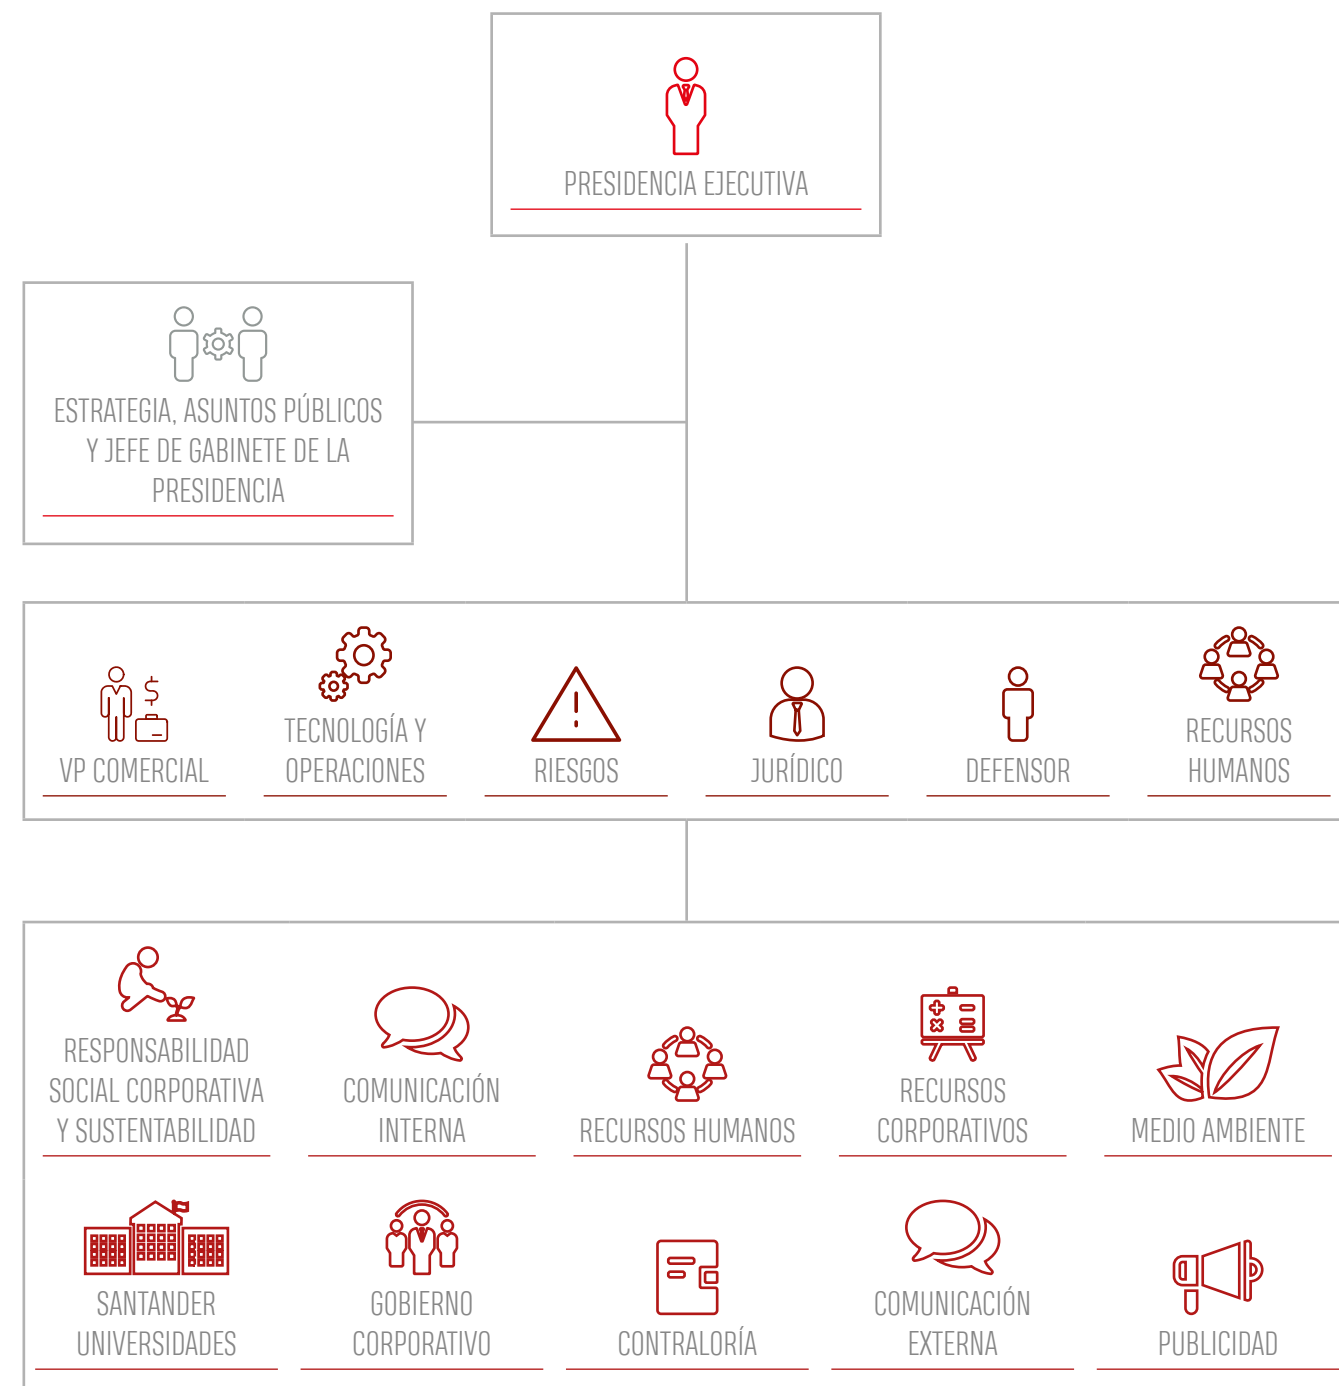 PRESIDENCIA EJECUTIVA
ESTRATEGIA, ASUNTOS PÚBLICOS
Y JEFE DE GABINETE DE LA
PRESIDENCIA
VP COMERCIAL
TECNOLOGÍA Y
OPERACIONES
RIESGOS
JURÍDICO
DEFENSOR
RECURSOS
HUMANOS
RESPONSABILIDAD
SOCIAL CORPORATIVA
Y SUSTENTABILIDAD
COMUNICACIÓN
INTERNA
RECURSOS HUMANOS
RECURSOS
CORPORATIVOS
MEDIO AMBIENTE
SANTANDER
UNIVERSIDADES
GOBIERNO
CORPORATIVO
CONTRALORÍA
COMUNICACIÓN
EXTERNA
PUBLICIDAD